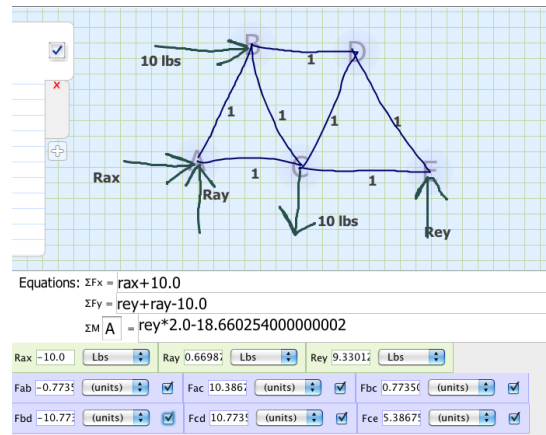 B D
10 lbs 1
1 1 1 1
A C
Rax Ray 1 1
10 lbs Rey
Equations: ΣFx = rax+10.0
ΣFy = rey+ray-10.0
ΣM A = rey*2.0-18.660254000000002
Rax -10.0 Lbs Ray 0.66987 Lbs Rey 9.33012 Lbs
Fab -0.7735 (units) Fac 10.3867 (units) Fbc 0.7735 (units)
Fbd -10.773 (units) Fcd 10.7735 (units) Fce 5.38675 (units)